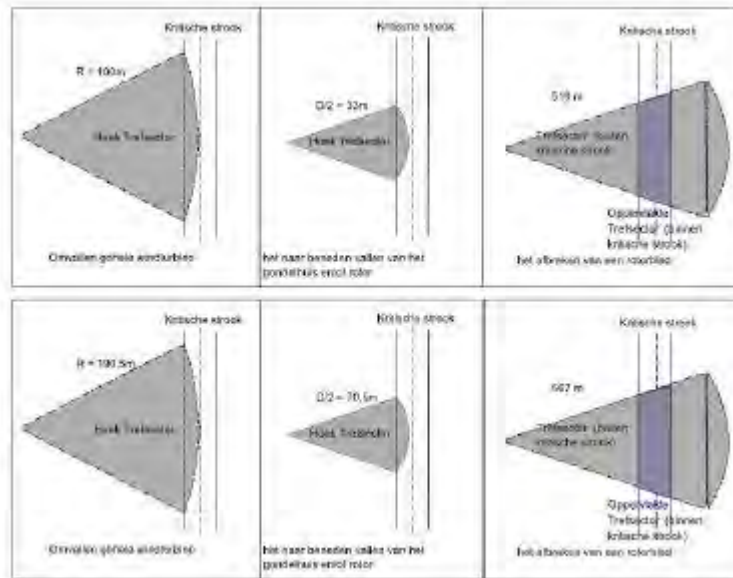 Kritische strook
R = 100m
Hoek Trefsector
Omvallen gehele windturbine
Kritische strook
D/2 = 33m
Hoek Trefsector
het naar beneden vallen van het
gondelhuis en/of rotor
Kritische strook
519 m
Trefsector (buiten
kritische strook)
Oppervlakte
Trefsector (binnen
kritische strook)
het afbreken van een rotorblad
Kritische strook
R = 190,5m
Hoek Trefsector
Omvallen gehele windturbine
Kritische strook
D/2 = 70,5m
Hoek Trefsector
het naar beneden vallen van het
gondelhuis en/of rotor
Kritische strook
567 m
Trefsector (buiten
kritische strook)
Oppervlakte
Trefsector (binnen
kritische strook)
het afbreken van een rotorblad